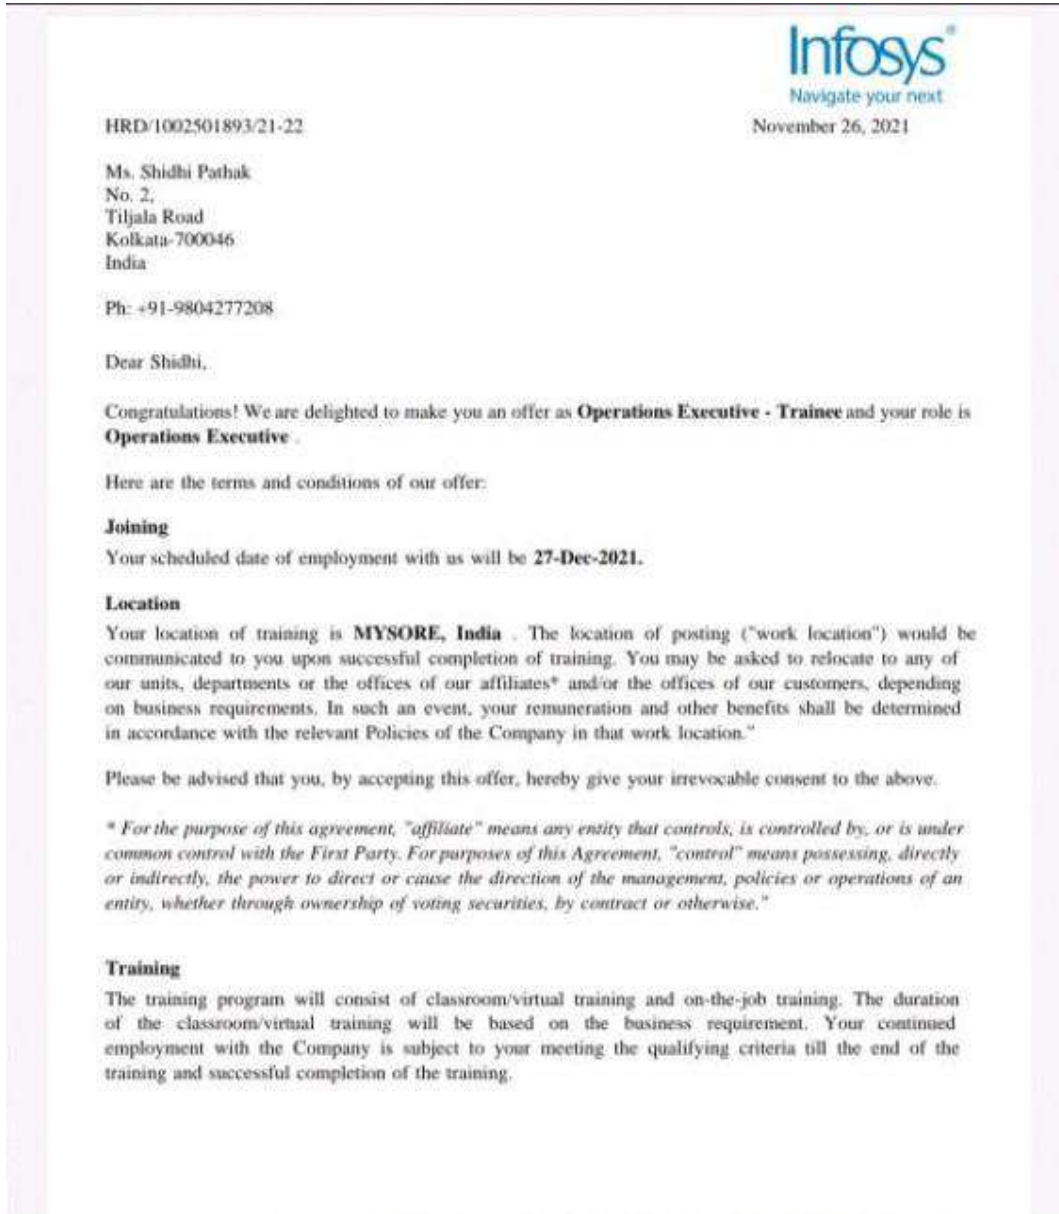 Infosys®
Navigate your next
HRD/1002501893/21-22
November 26, 2021
Ms. Shidhi Pathak
No. 2,
Tiljala Road
Kolkata-700046
India
Ph: +91-9804277208
Dear Shidhi,
Congratulations! We are delighted to make you an offer as Operations Executive - Trainee and your role is
Operations Executive .
Here are the terms and conditions of our offer:
Joining
Your scheduled date of employment with us will be 27-Dec-2021.
Location
Your location of training is MYSORE, India . The location of posting ("work location") would be
communicated to you upon successful completion of training. You may be asked to relocate to any of
our units, departments or the offices of our affiliates* and/or the offices of our customers, depending
on business requirements. In such an event, your remuneration and other benefits shall be determined
in accordance with the relevant Policies of the Company in that work location."
Please be advised that you, by accepting this offer, hereby give your irrevocable consent to the above.
* For the purpose of this agreement, "affiliate" means any entity that controls, is controlled by, or is under
common control with the First Party. For purposes of this Agreement, "control" means possessing, directly
or indirectly, the power to direct or cause the direction of the management, policies or operations of an
entity, whether through ownership of voting securities, by contract or otherwise."
Training
The training program will consist of classroom/virtual training and on-the-job training. The duration
of the classroom/virtual training will be based on the business requirement. Your continued
employment with the Company is subject to your meeting the qualifying criteria till the end of the
training and successful completion of the training.